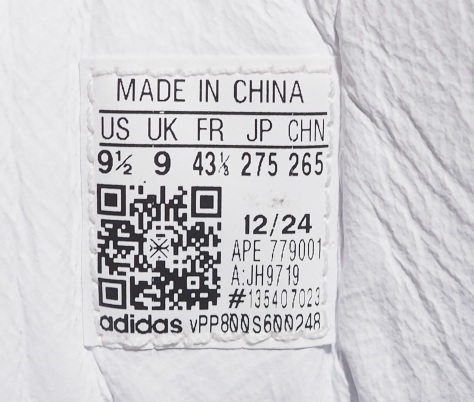 MADE IN CHINA
US UK FR JP CHN
9½ 9 43⅓ 275 265
12/24
APE 779001
A:JH9719
#135407023
adidas vPP800S600248